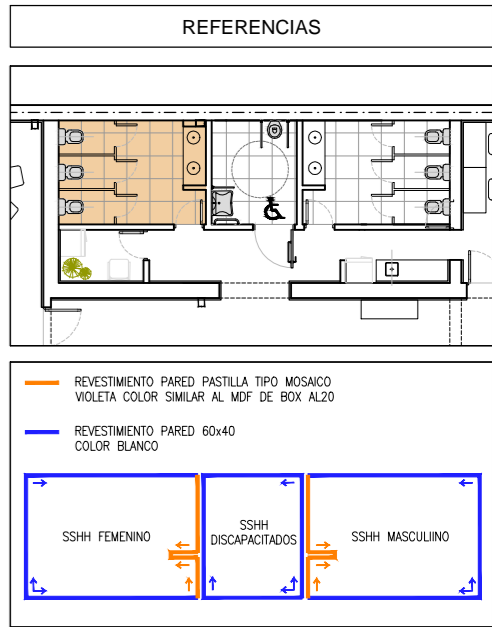 REFERENCIAS
REVESTIMIENTO PARED PASTILLA TIPO MOSAICO
VIOLETA COLOR SIMILAR AL MDF DE BOX AL20
REVESTIMIENTO PARED 60x40
COLOR BLANCO
SSHH FEMENINO
SSHH
DISCAPACITADOS
SSHH MASCULIINO